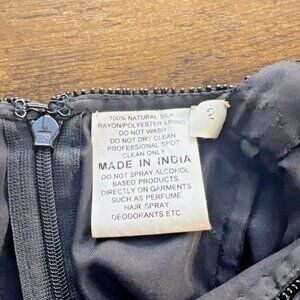 100% NATURAL SILK
RAYON/POLYESTER LINING
DO NOT WASH
DO NOT DRY CLEAN
PROFESSIONAL SPOT
CLEAN ONLY
MADE IN INDIA
DO NOT SPRAY ALCOHOL
BASED PRODUCTS
DIRECTLY ON GARMENTS
SUCH AS PERFUME
HAIR SPRAY
DEODORANTS ETC.